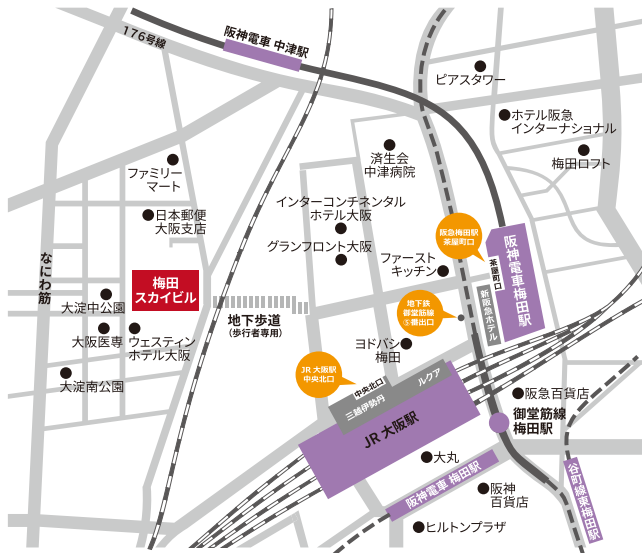 176号線
阪神電車 中津駅
ピアスタワー
ホテル阪急
インターナショナル
梅田ロフト
済生会
中津病院
ファミリー
マート
インターコンチネンタル
ホテル大阪
日本郵便
大阪支店
グランフロント大阪
阪急梅田駅
茶屋町口
ファースト
キッチン
茶屋町口
阪神電車梅田駅
なにわ筋
梅田
スカイビル
大淀中公園
地下歩道
(歩行者専用)
地下鉄
御堂筋線
⑤番出口
新阪急ホテル
大阪医専
ウェスティン
ホテル大阪
ヨドバシ
梅田
JR 大阪駅
中央北口
中央北口
ルクア
三越伊勢丹
大淀南公園
阪急百貨店
御堂筋線
梅田駅
JR 大阪駅
大丸
阪神電車 梅田駅
阪神
百貨店
谷町線東梅田駅
ヒルトンプラザ